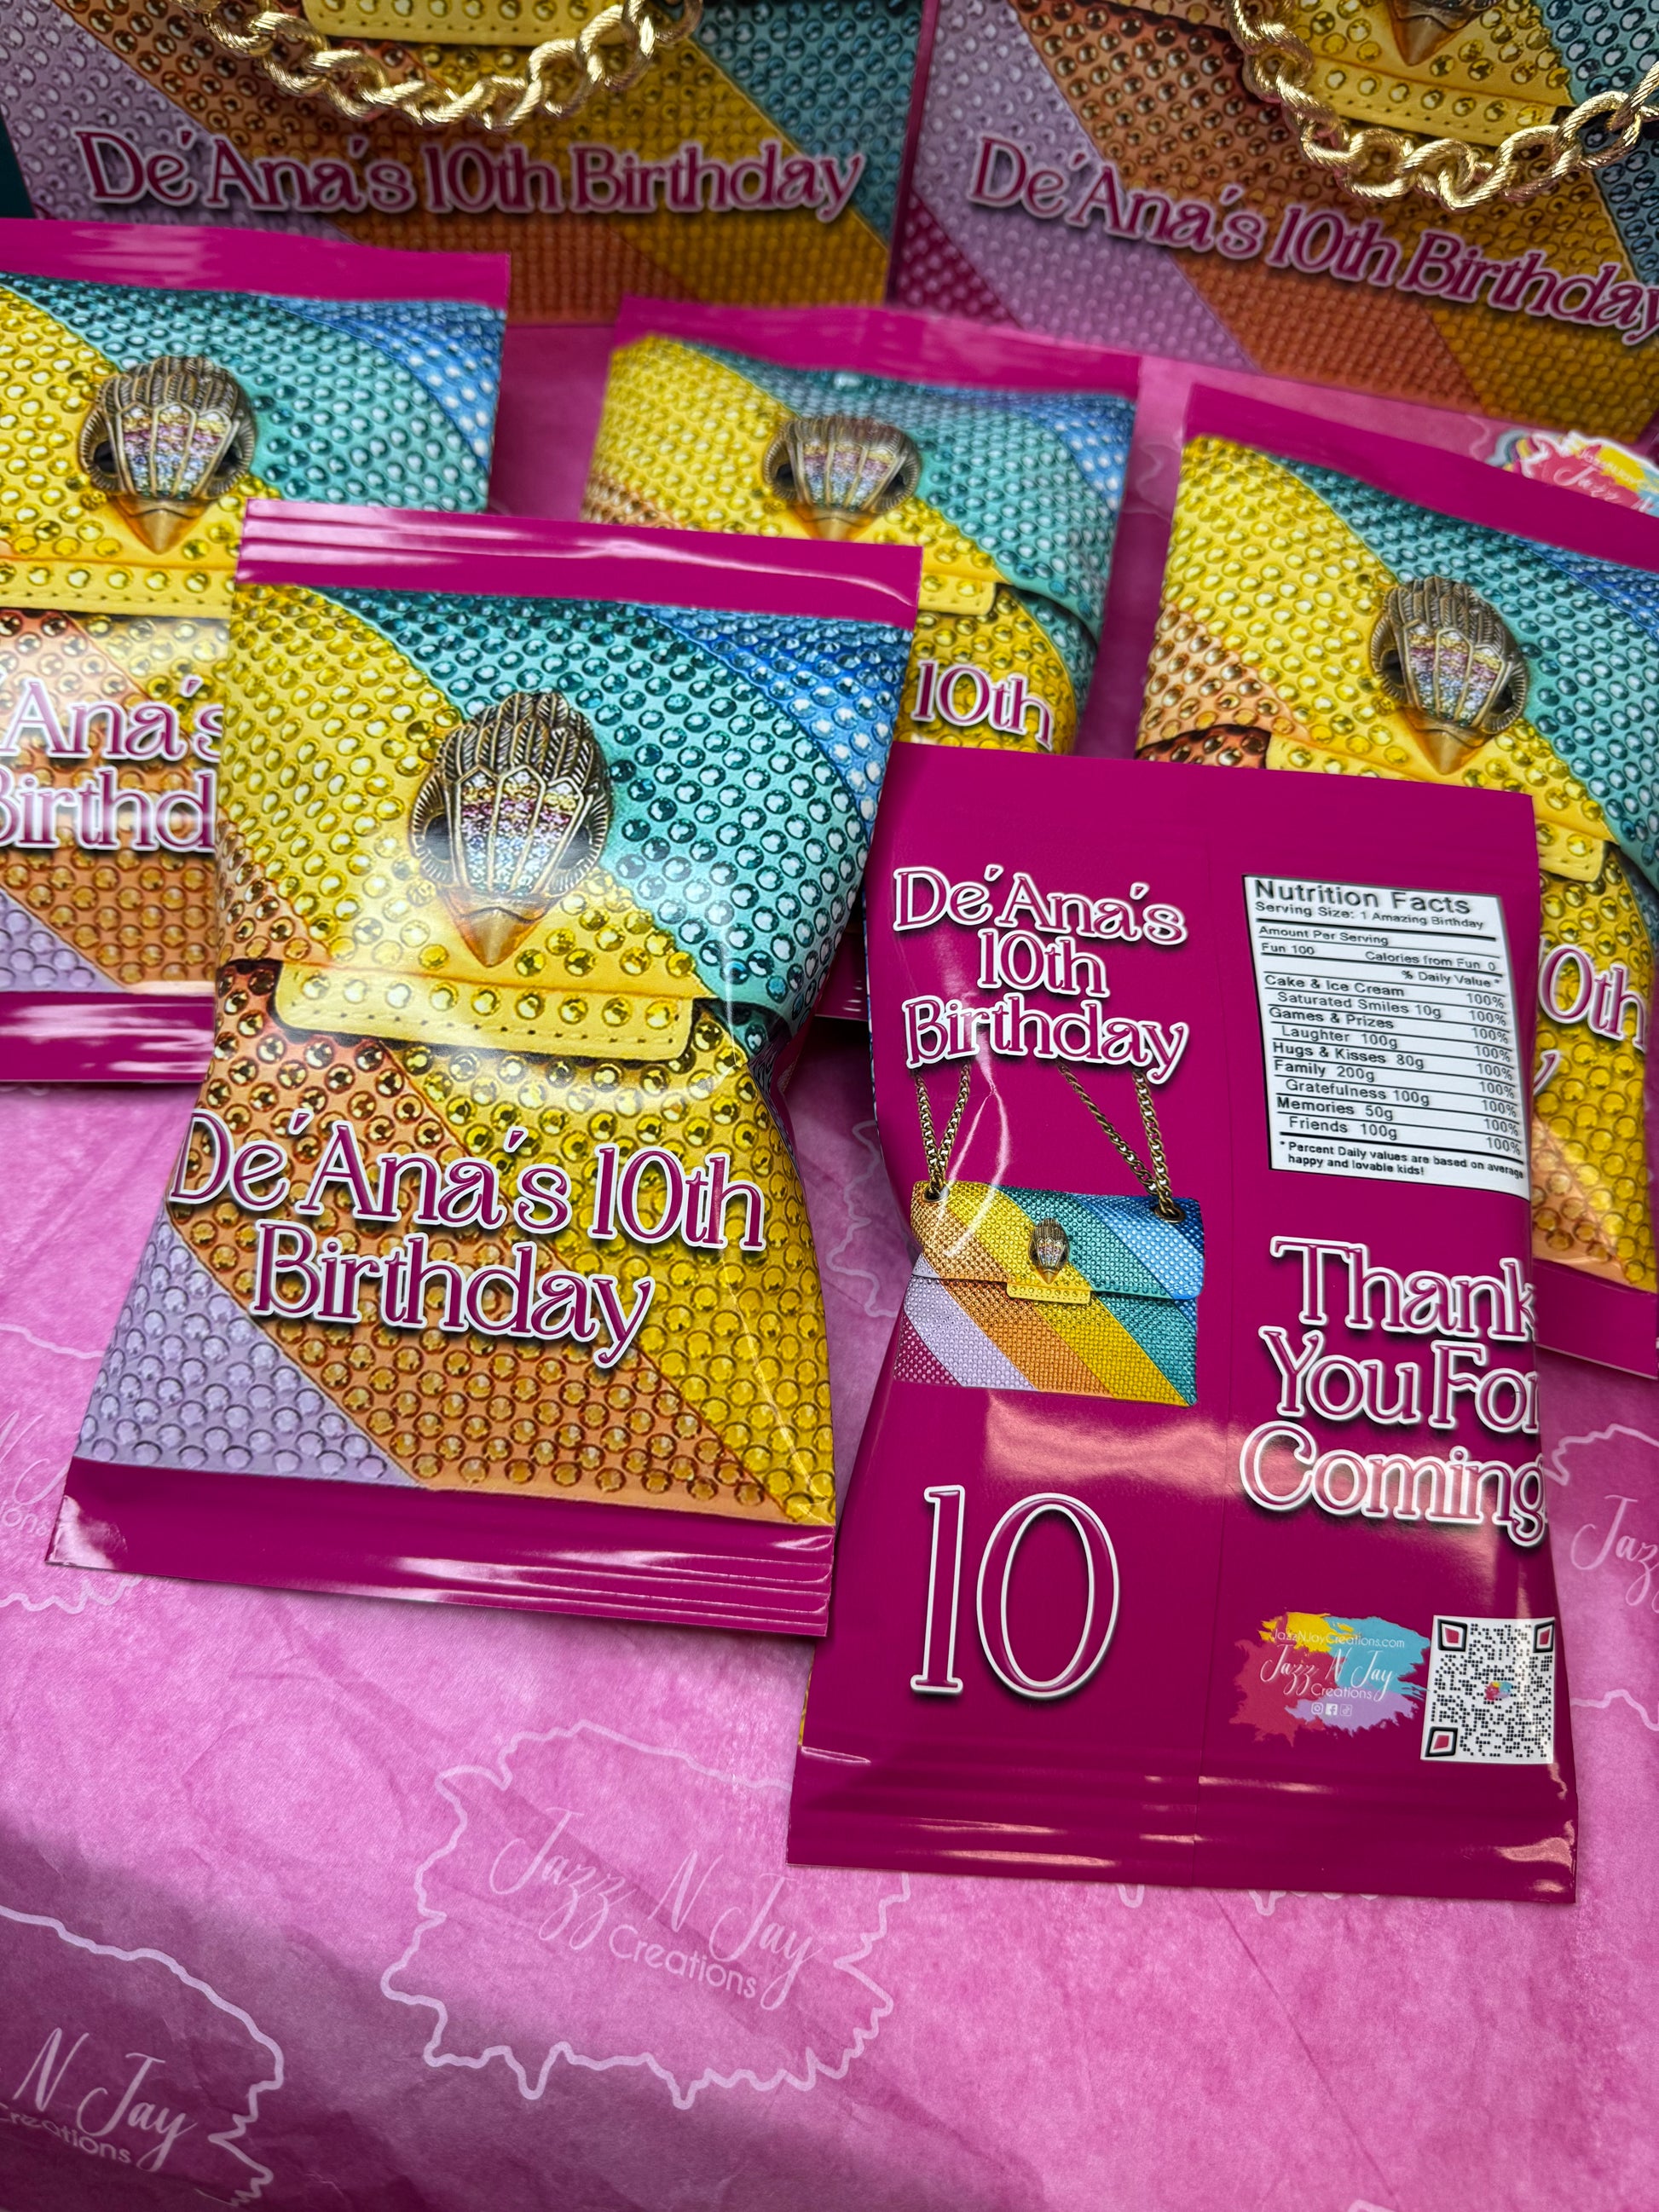 De'Ana's 10th Birthday
De'Ana's 10th Birthday
Ana's
Birthd
10th
10th
De'Ana's 10th
Birthday
De'Ana's
10th
Birthday
10
Nutrition Facts
Serving Size: 1 Amazing Birthday
Amount Per Serving
Fun 100 Calories from Fun 0
% Daily Value*
Cake & Ice Cream 100%
Saturated Smiles 10g 100%
Games & Prizes 100%
Laughter 100g 100%
Hugs & Kisses 80g 100%
Family 200g 100%
Gratefulness 100g 100%
Memories 50g 100%
Friends 100g 100%
* Percent Daily values are based on average
happy and lovable kids!
Thank
You For
Coming
JazzNJayCreations.com
Jazz N Jay
Creations
Jazz N Jay
Creations
N Jay
Creations